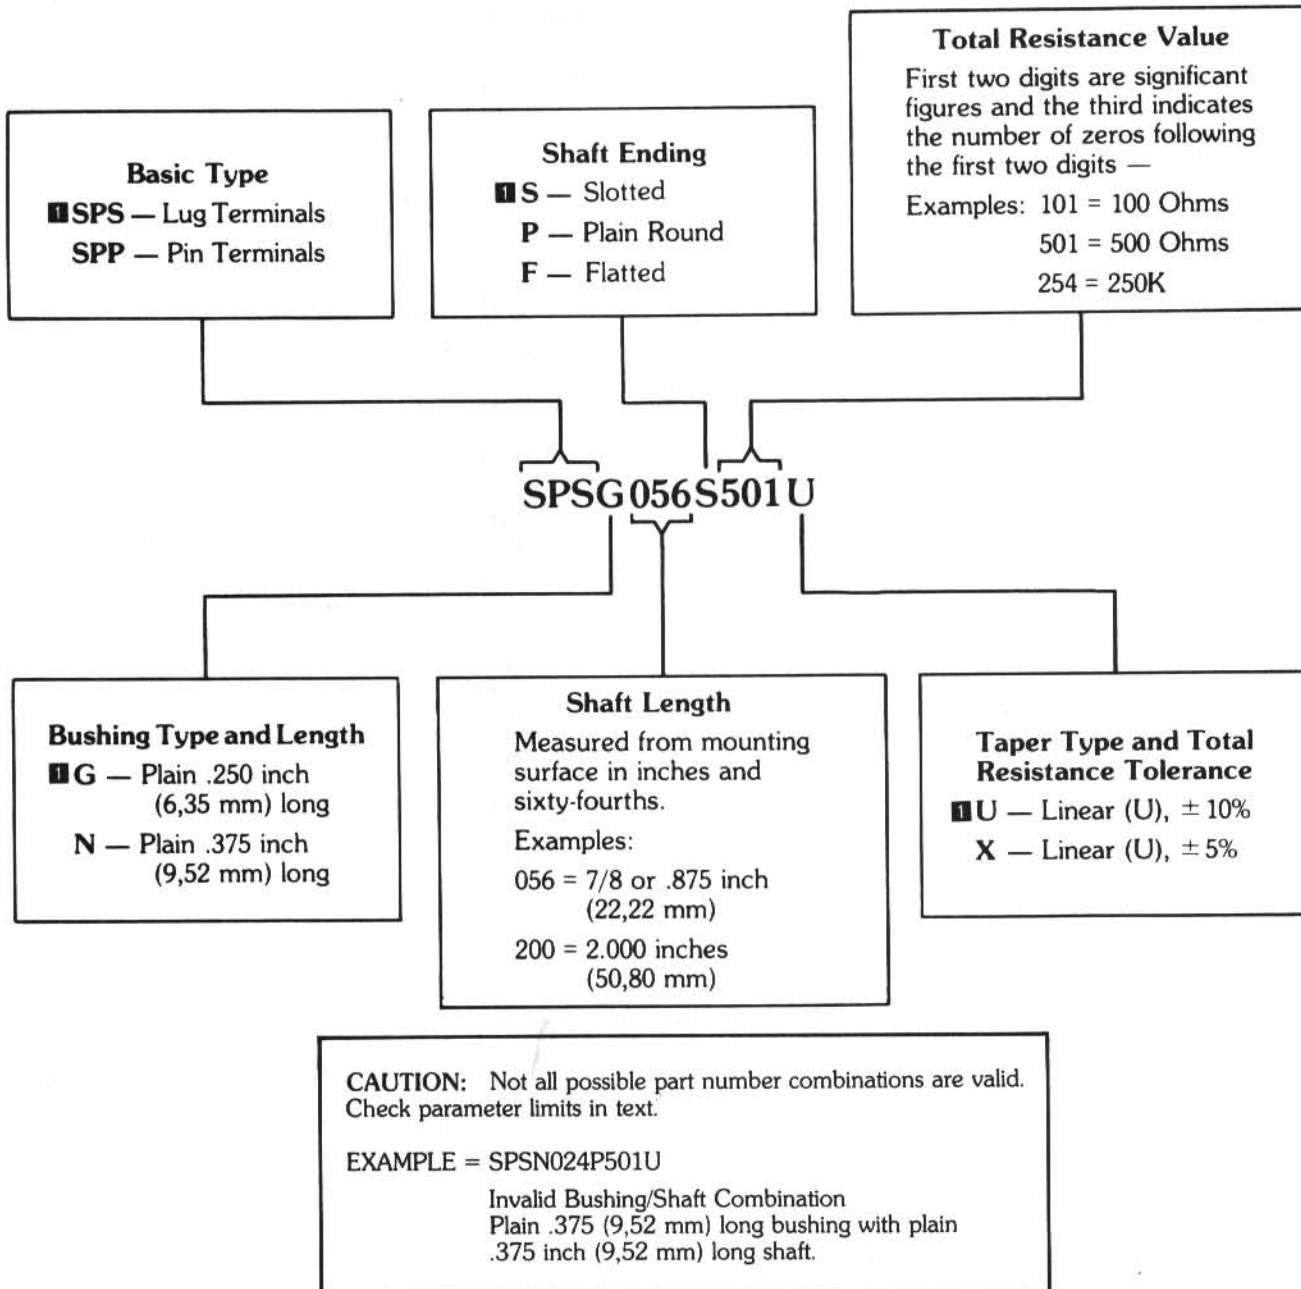 Basic Type
1 SPS — Lug Terminals
SPP — Pin Terminals
Shaft Ending
1 S — Slotted
P — Plain Round
F — Flatted
Total Resistance Value
First two digits are significant
figures and the third indicates
the number of zeros following
the first two digits —
Examples: 101 = 100 Ohms
501 = 500 Ohms
254 = 250K
SPSG056S501U
Bushing Type and Length
1 G — Plain .250 inch
(6,35 mm) long
N — Plain .375 inch
(9,52 mm) long
Shaft Length
Measured from mounting
surface in inches and
sixty-fourths.
Examples:
056 = 7/8 or .875 inch
(22,22 mm)
200 = 2.000 inches
(50,80 mm)
Taper Type and Total
Resistance Tolerance
1 U — Linear (U), ± 10%
X — Linear (U), ± 5%
CAUTION: Not all possible part number combinations are valid.
Check parameter limits in text.
EXAMPLE = SPSN024P501U
Invalid Bushing/Shaft Combination
Plain .375 (9,52 mm) long bushing with plain
.375 inch (9,52 mm) long shaft.